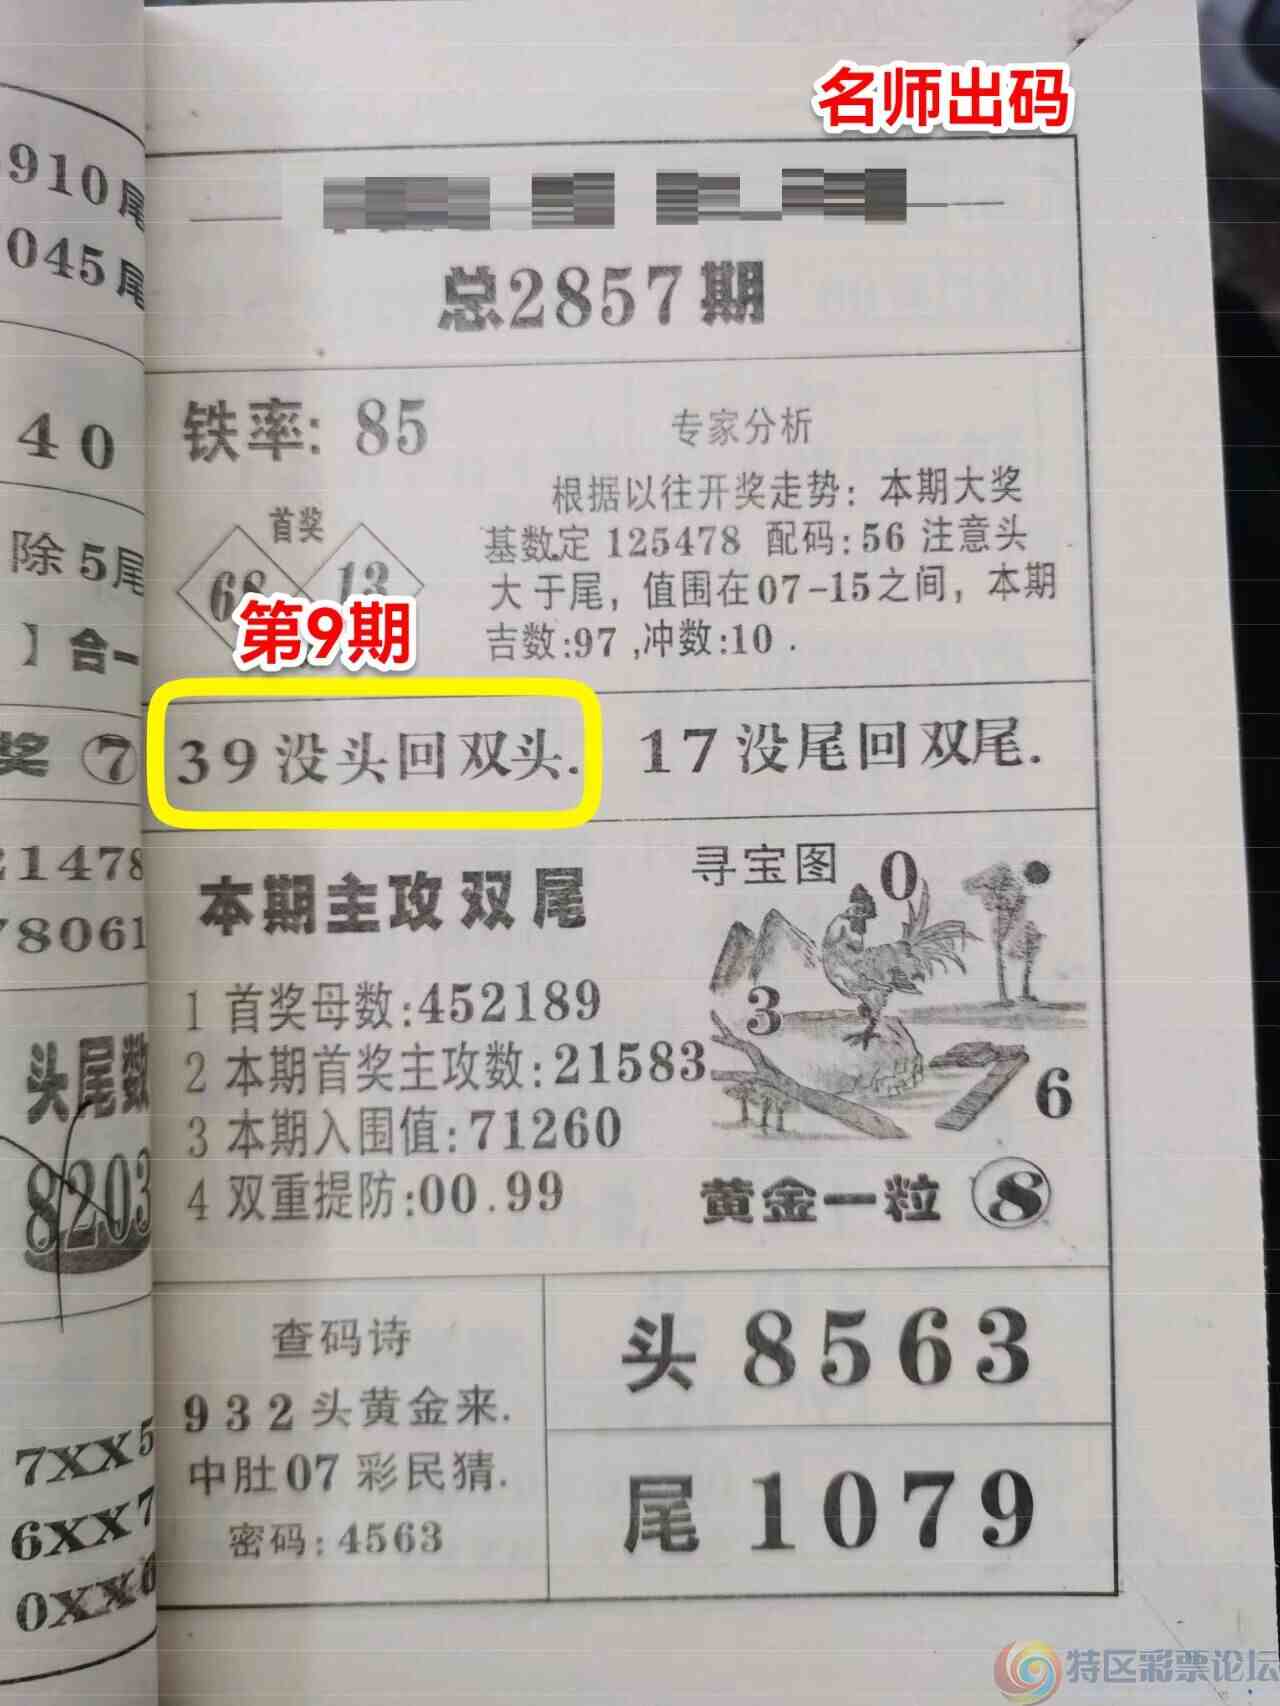 名师出码
910尾
045尾
总2857期
铁率: 85
专家分析
根据以往开奖走势: 本期大奖
基数定 125478 配码:56 注意头
大于尾, 值围在07-15之间, 本期
吉数:97 ,冲数:10 .
首奖
68 13
第9期
40
除5尾
】合一
奖 ⑦
39没头回双头.
17没尾回双尾.
21478
78061
本期主攻双尾
1 首奖母数:452189
2 本期首奖主攻数:21583
3 本期入围值:71260
4 双重提防:00.99
寻宝图
0
3
7
6
黄金一粒 ⑧
头尾数
8203
查码诗
932头黄金来.
中肚07彩民猜.
密码:4563
头 8563
尾 1079
7XX5
6XX7
0XX0
特区彩票论坛